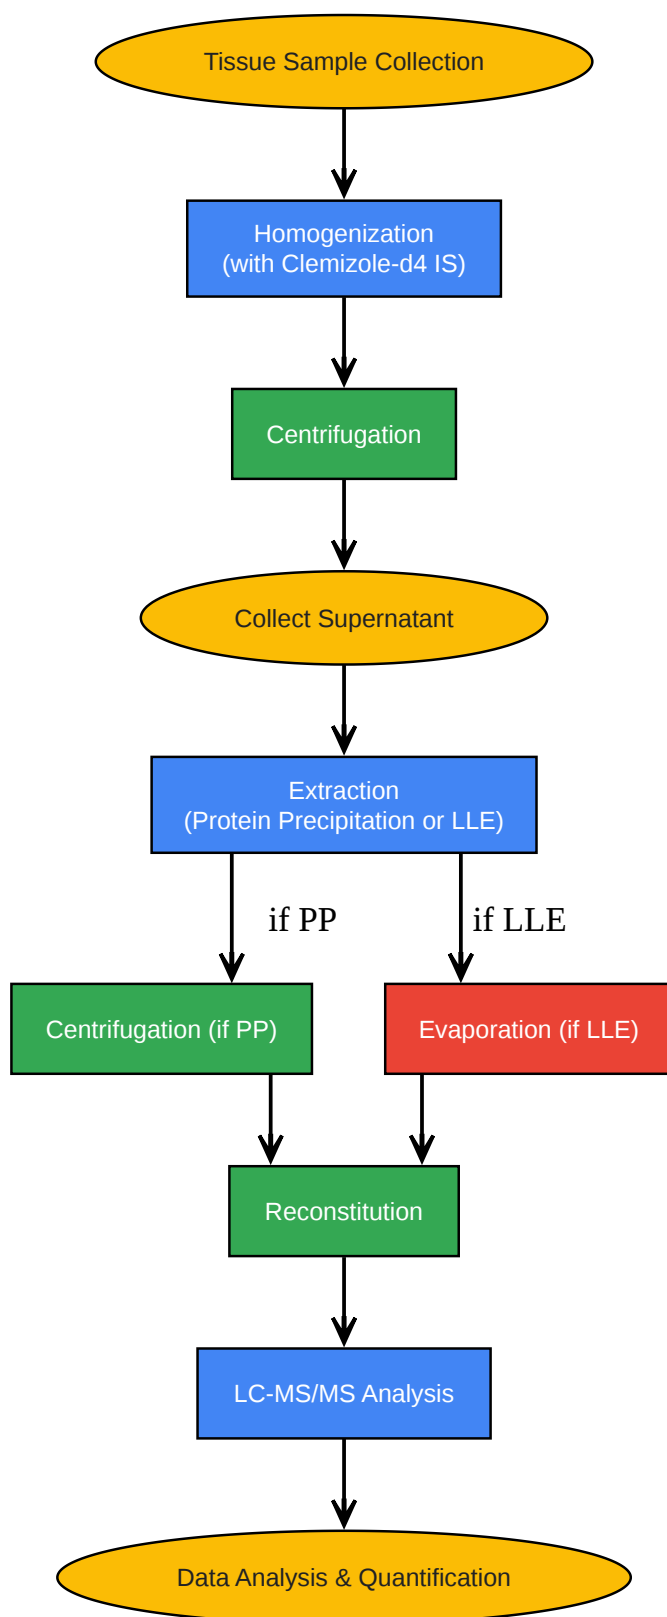 Tissue Sample Collection
Homogenization
(with Clemizole-d4 IS)
Centrifugation
Collect Supernatant
Extraction
(Protein Precipitation or LLE)
if PP
if LLE
Centrifugation (if PP)
Evaporation (if LLE)
Reconstitution
LC-MS/MS Analysis
Data Analysis & Quantification